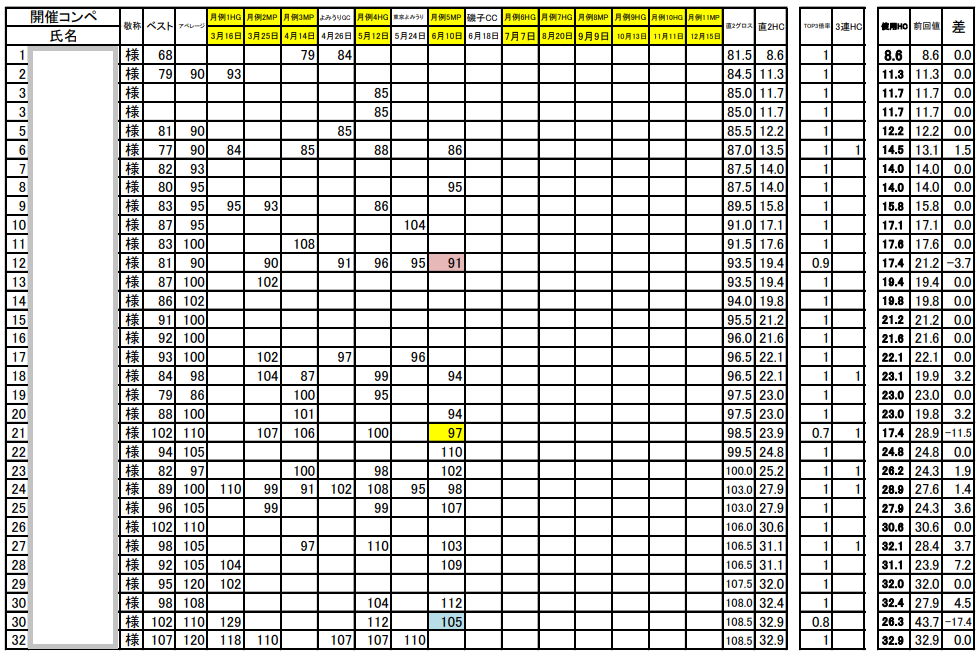 開催コンペ 敬称 ベスト アベレージ 月例1HG 月例2MP 月例3MP よみうりGC 月例4HG 東京よみうり 月例5MP 磯子CC 月例6HG 月例7HG 月例8MP 月例9HG 月例10HG 月例11MP 直2グロス 直2HC TOP3倍率 3連HC 使用HC 前回値 差
氏名 3月16日 3月25日 4月14日 4月26日 5月12日 5月24日 6月10日 6月18日 7月7日 8月20日 9月9日 10月13日 11月11日 12月15日
1 様 68 79 84 81.5 8.6 1 8.6 8.6 0.0
2 様 79 90 93 84.5 11.3 1 11.3 11.3 0.0
3 様 85 85.0 11.7 1 11.7 11.7 0.0
3 様 85 85.0 11.7 1 11.7 11.7 0.0
5 様 81 90 85 85.5 12.2 1 12.2 12.2 0.0
6 様 77 90 84 85 88 86 87.0 13.5 1 1 14.5 13.1 1.5
7 様 82 93 87.5 14.0 1 14.0 14.0 0.0
8 様 80 95 95 87.5 14.0 1 14.0 14.0 0.0
9 様 83 95 95 93 86 89.5 15.8 1 15.8 15.8 0.0
10 様 87 95 104 91.0 17.1 1 17.1 17.1 0.0
11 様 83 100 108 91.5 17.6 1 17.6 17.6 0.0
12 様 81 90 90 91 96 95 91 93.5 19.4 0.9 17.4 21.2 -3.7
13 様 87 100 102 93.5 19.4 1 19.4 19.4 0.0
14 様 86 102 94.0 19.8 1 19.8 19.8 0.0
15 様 91 100 95.5 21.2 1 21.2 21.2 0.0
16 様 92 100 96.0 21.6 1 21.6 21.6 0.0
17 様 93 100 102 97 96 96.5 22.1 1 22.1 22.1 0.0
18 様 84 98 104 87 99 94 96.5 22.1 1 1 23.1 19.9 3.2
19 様 79 86 100 95 97.5 23.0 1 23.0 23.0 0.0
20 様 88 100 101 94 97.5 23.0 1 23.0 19.8 3.2
21 様 102 110 107 106 100 97 98.5 23.9 0.7 1 17.4 28.9 -11.5
22 様 94 105 110 99.5 24.8 1 24.8 24.8 0.0
23 様 82 97 100 98 102 100.0 25.2 1 1 26.2 24.3 1.9
24 様 89 100 110 99 91 102 108 95 98 103.0 27.9 1 1 28.9 27.6 1.4
25 様 96 105 99 99 107 103.0 27.9 1 27.9 24.3 3.6
26 様 102 110 106.0 30.6 1 30.6 30.6 0.0
27 様 98 105 97 110 103 106.5 31.1 1 1 32.1 28.4 3.7
28 様 92 105 104 109 106.5 31.1 1 31.1 23.9 7.2
29 様 95 120 102 107.5 32.0 1 32.0 32.0 0.0
30 様 98 108 104 112 108.0 32.4 1 32.4 27.9 4.5
30 様 102 110 129 112 105 108.5 32.9 0.8 26.3 43.7 -17.4
32 様 107 120 118 110 107 107 110 108.5 32.9 1 32.9 32.9 0.0